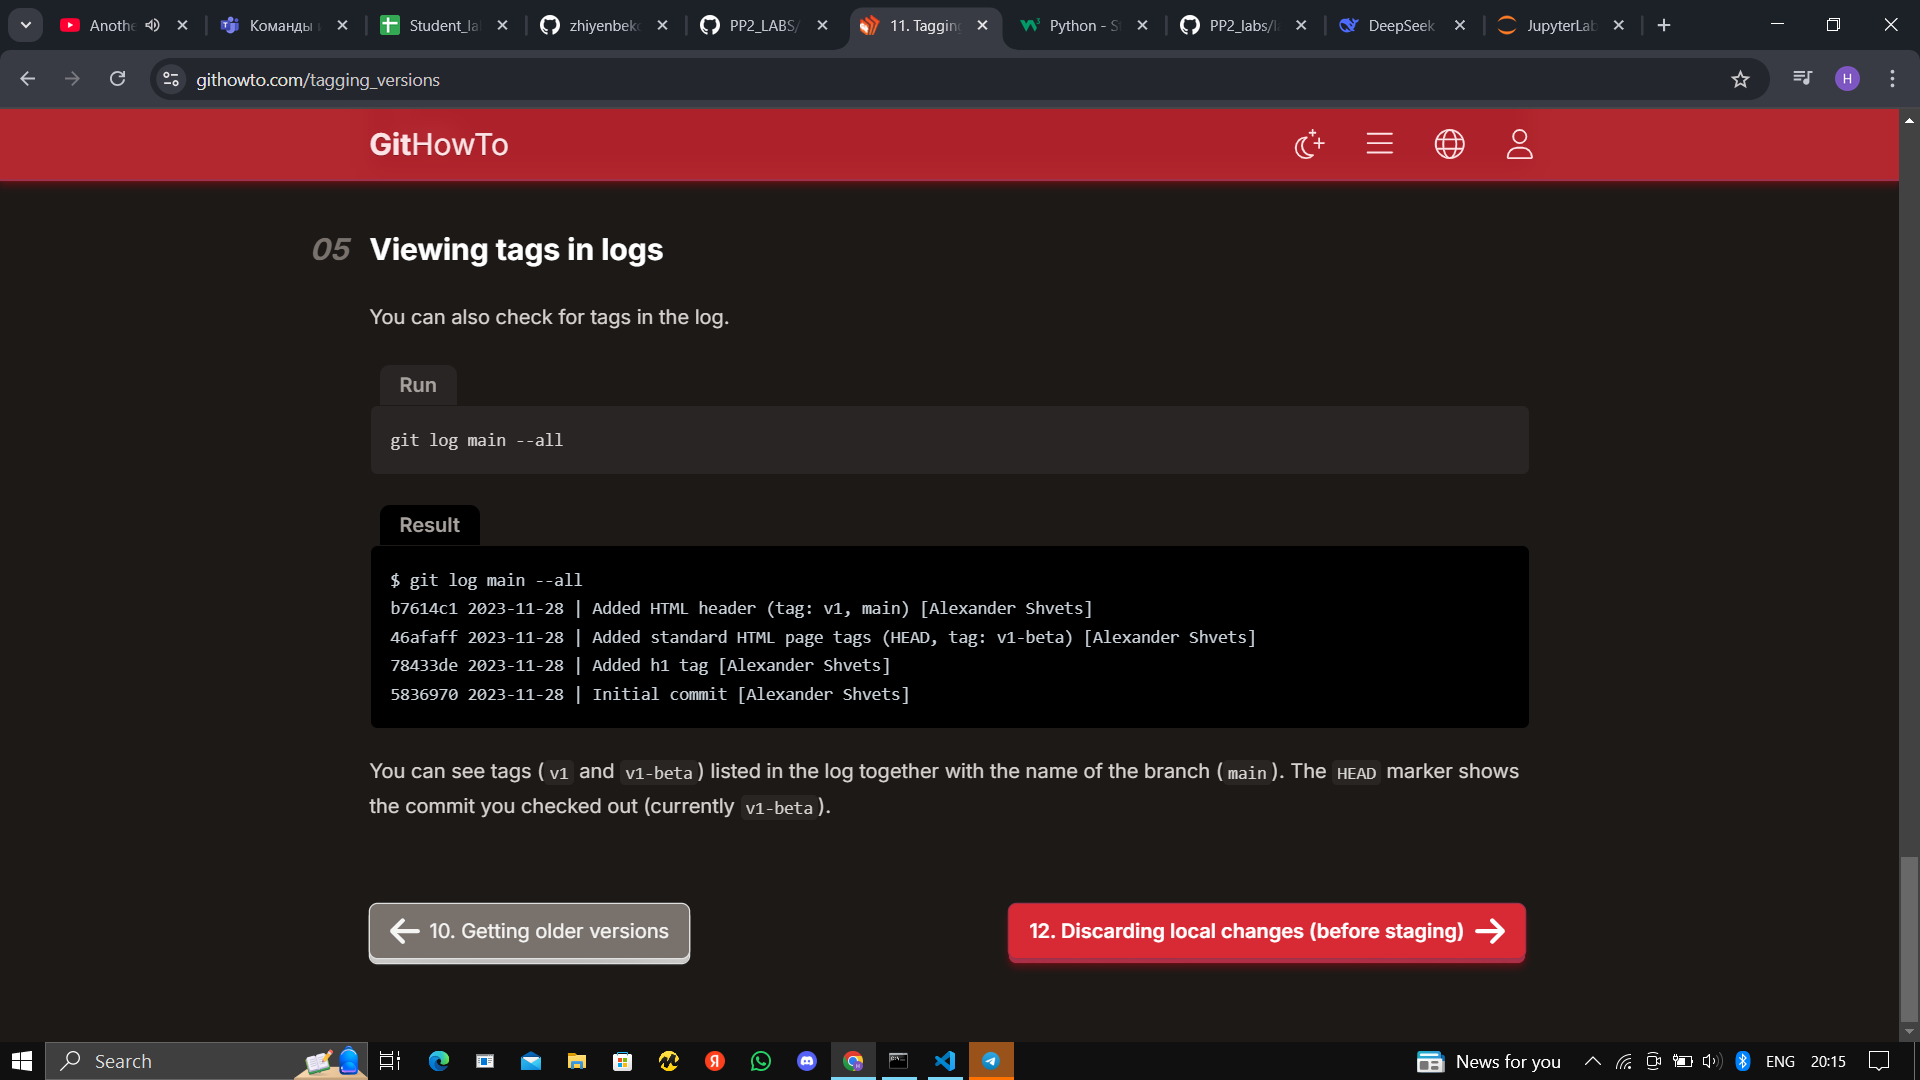 Anothe
Команды
Student_la
zhiyenbek
PP2_LABS/
11. Tagging
Python - S
PP2_labs/l
DeepSeek
JupyterLab
githowto.com/tagging_versions
H
GitHowTo
05 Viewing tags in logs
You can also check for tags in the log.
Run
git log main --all
Result
$ git log main --all
b7614c1 2023-11-28 | Added HTML header (tag: v1, main) [Alexander Shvets]
46afaff 2023-11-28 | Added standard HTML page tags (HEAD, tag: v1-beta) [Alexander Shvets]
78433de 2023-11-28 | Added h1 tag [Alexander Shvets]
5836970 2023-11-28 | Initial commit [Alexander Shvets]
You can see tags (v1 and v1-beta) listed in the log together with the name of the branch (main). The HEAD marker shows
the commit you checked out (currently v1-beta).
10. Getting older versions
12. Discarding local changes (before staging)
Search
News for you
ENG
20:15